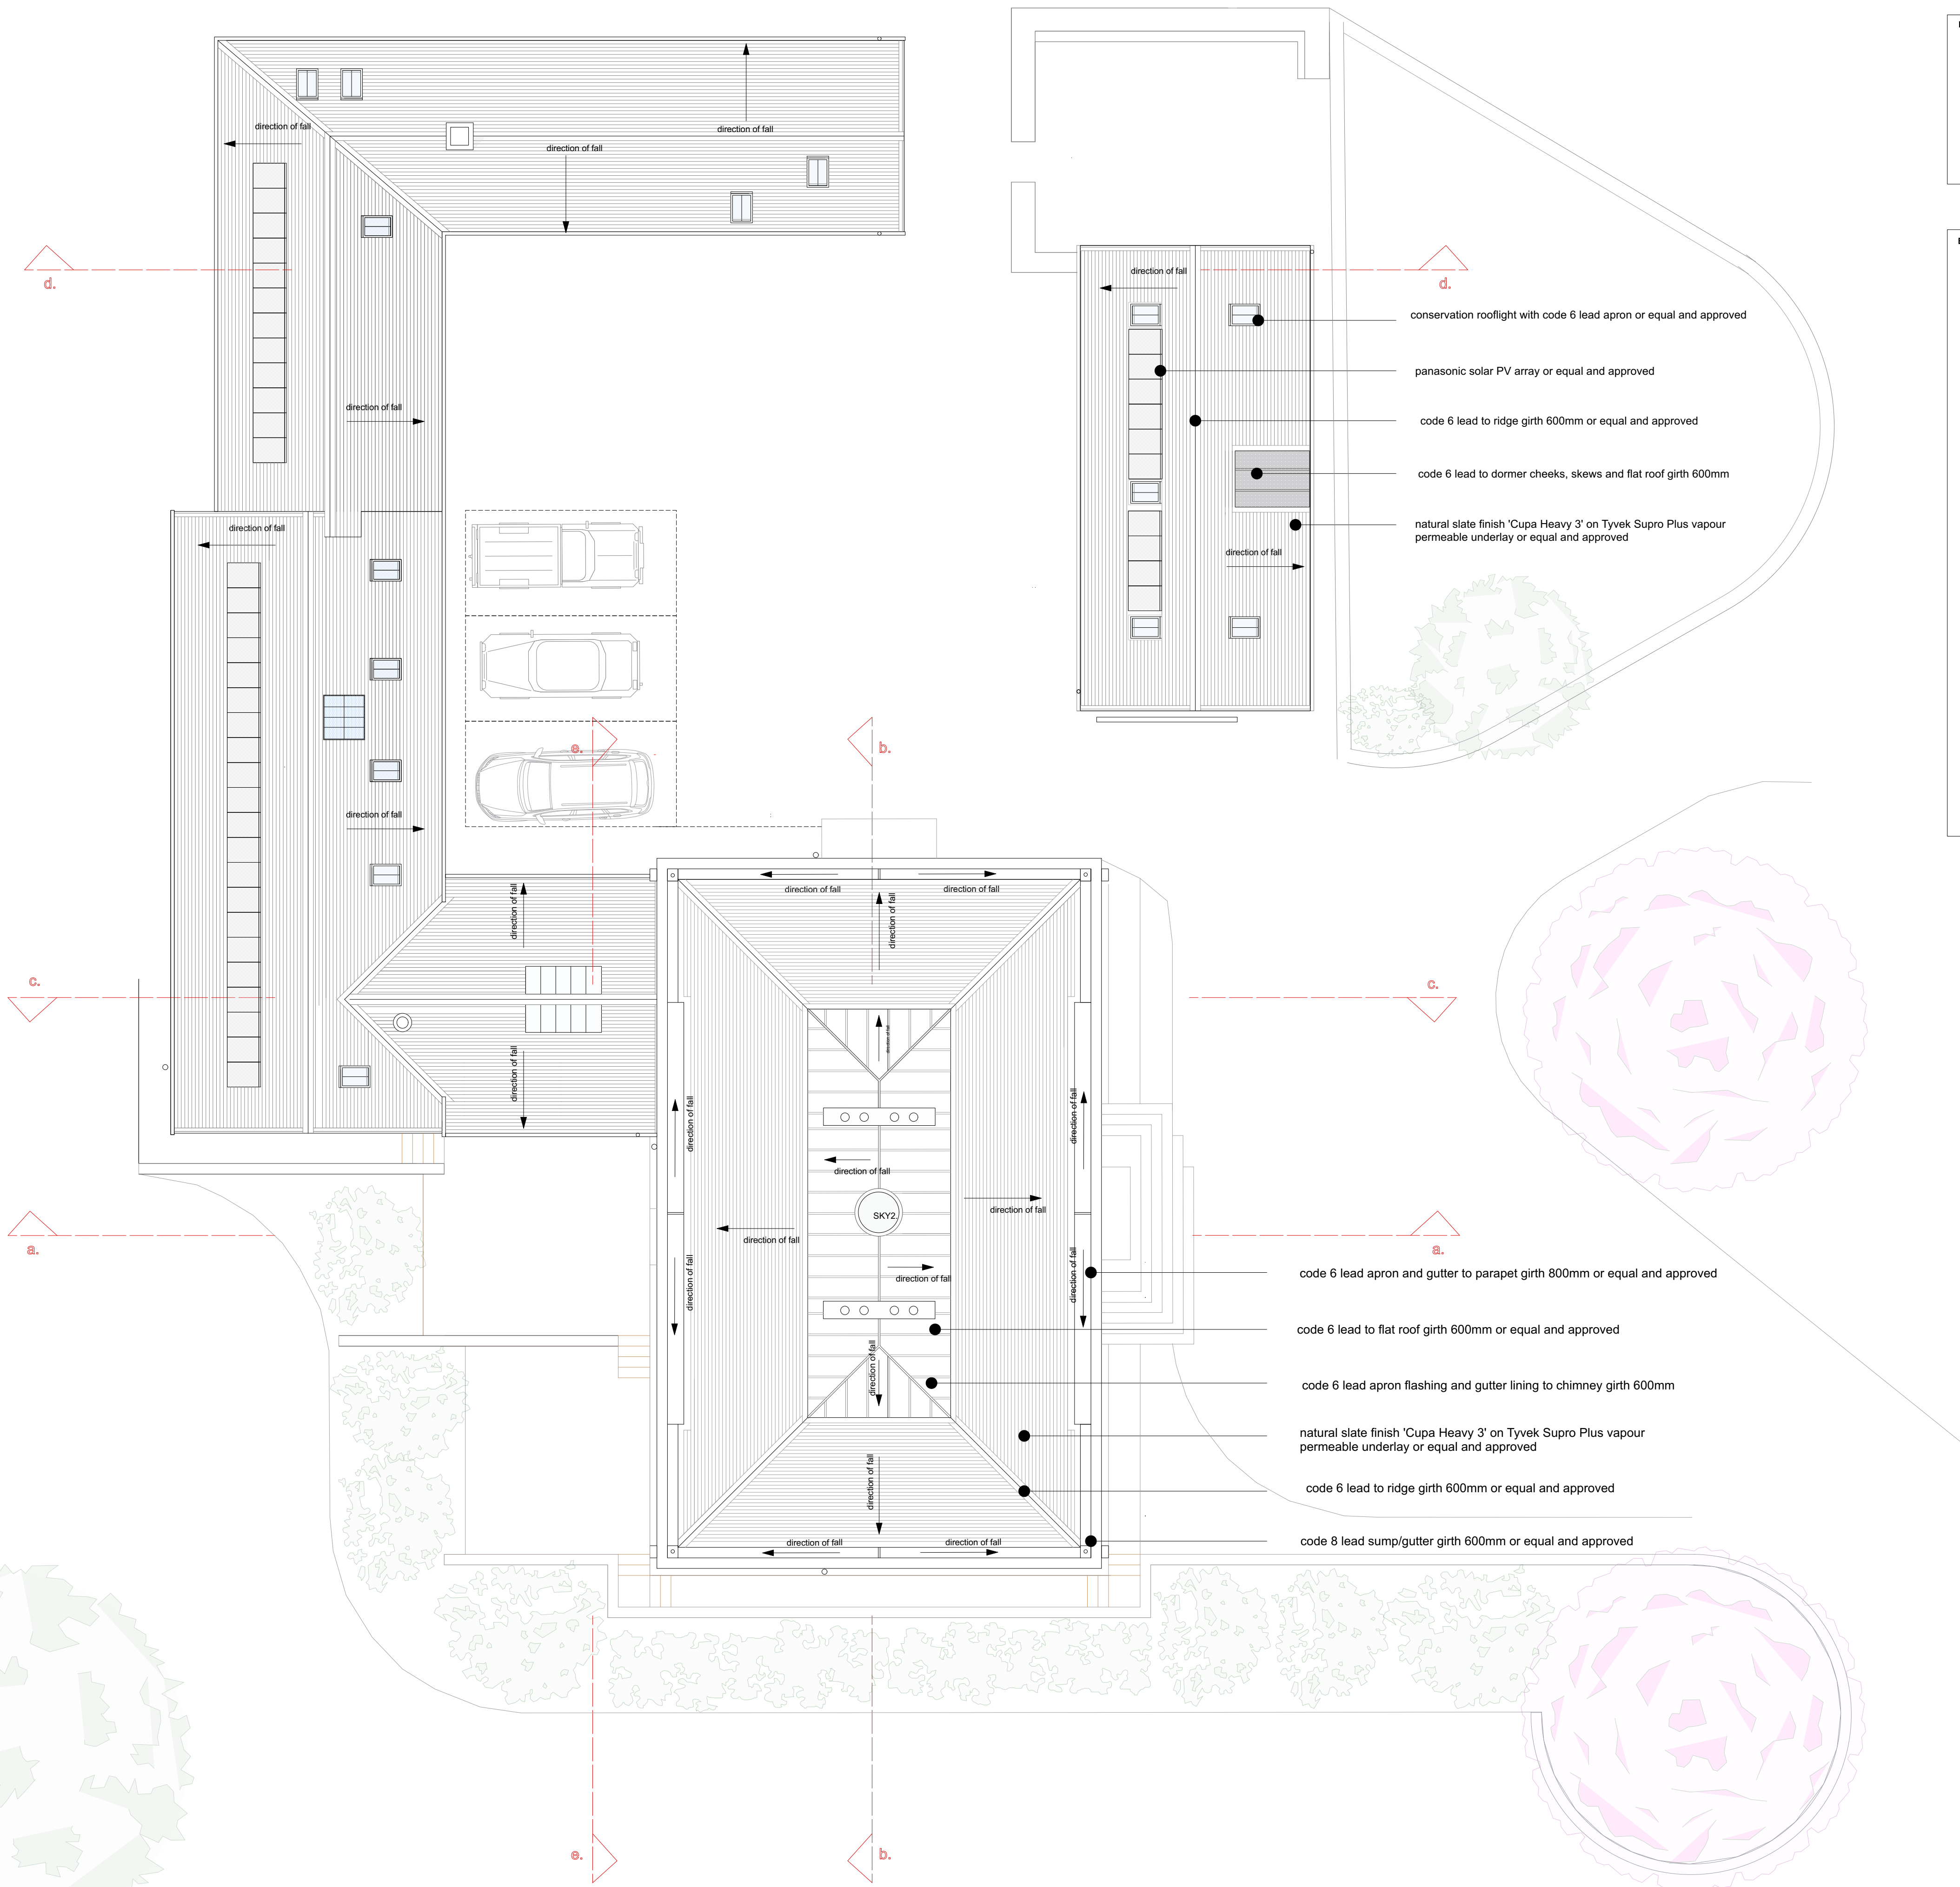 direction of fall
direction of fall
direction of fall
d.
direction of fall
d.
conservation rooflight with code 6 lead apron or equal and approved
panasonic solar PV array or equal and approved
direction of fall
code 6 lead to ridge girth 600mm or equal and approved
code 6 lead to dormer cheeks, skews and flat roof girth 600mm
direction of fall
natural slate finish 'Cupa Heavy 3' on Tyvek Supro Plus vapour
permeable underlay or equal and approved
direction of fall
e.
b.
direction of fall
direction of fall
direction of fall
direction of fall
direction of fall
c.
c.
direction of fall
direction of fall
direction of fall
direction of fall
direction of fall
SKY2.
direction of fall
direction of fall
a.
a.
direction of fall
direction of fall
direction of fall
code 6 lead apron and gutter to parapet girth 800mm or equal and approved
code 6 lead to flat roof girth 600mm or equal and approved
direction of fall
code 6 lead apron flashing and gutter lining to chimney girth 600mm
natural slate finish 'Cupa Heavy 3' on Tyvek Supro Plus vapour
permeable underlay or equal and approved
direction of fall
code 6 lead to ridge girth 600mm or equal and approved
direction of fall
direction of fall
code 8 lead sump/gutter girth 600mm or equal and approved
e.
b.